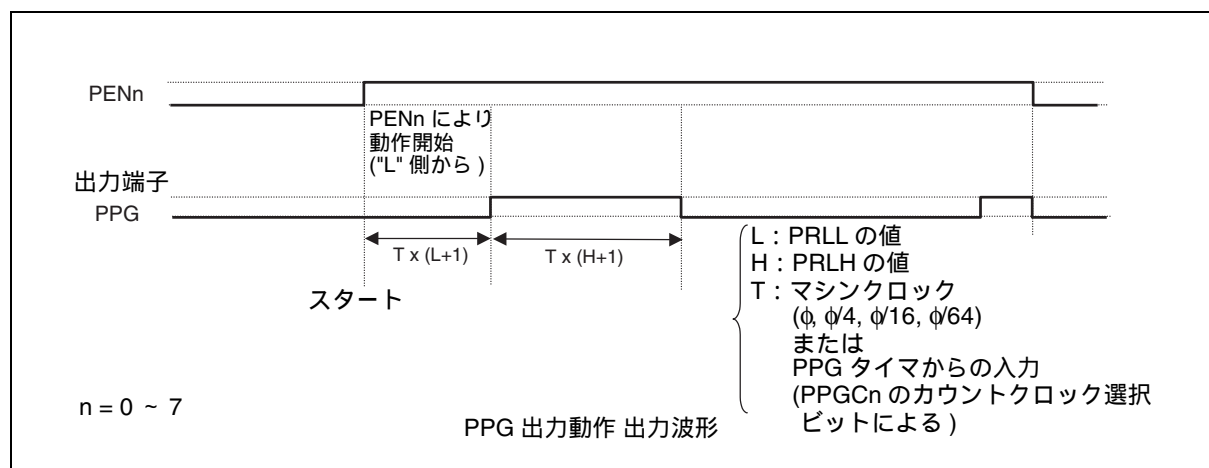 PENn
PENn により
動作開始
("L" 側から )
出力端子
PPG
T x (L+1)
T x (H+1)
スタート
L : PRLL の値
H : PRLH の値
T : マシンクロック
(φ, φ/4, φ/16, φ/64)
または
PPG タイマからの入力
(PPGCn のカウントクロック選択
ビットによる )
n = 0 ~ 7
PPG 出力動作 出力波形